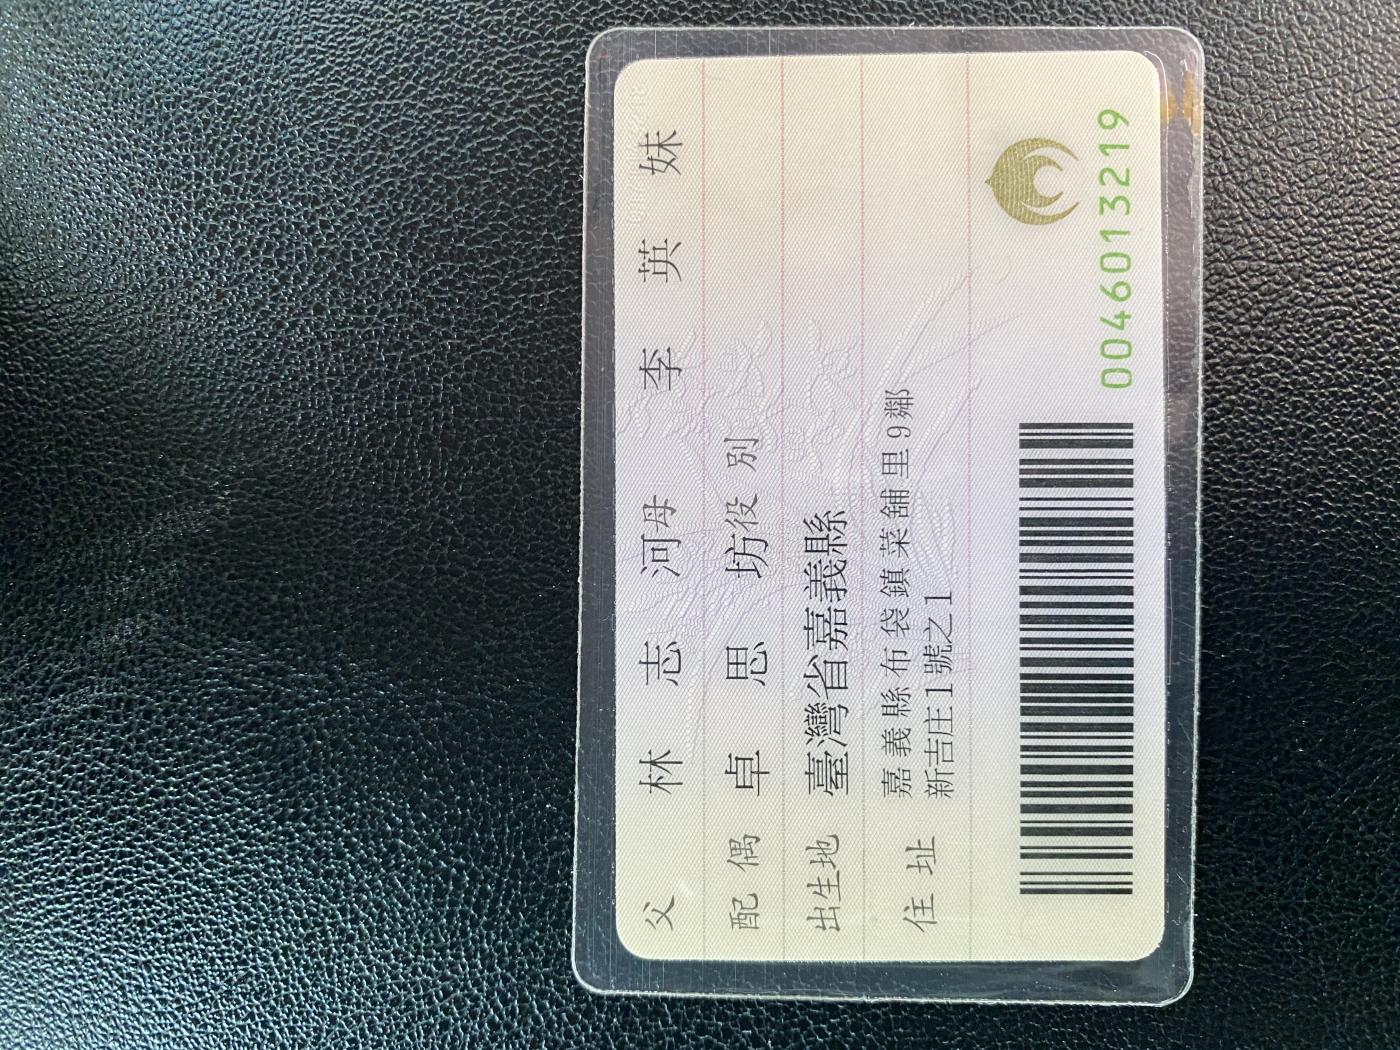 父 林志河 母 李英妹
配偶 卓思坊 役別
出生地 臺灣省嘉義縣
住址 嘉義縣布袋鎮菜舖里9鄰
新吉庄1號之1
0046013219